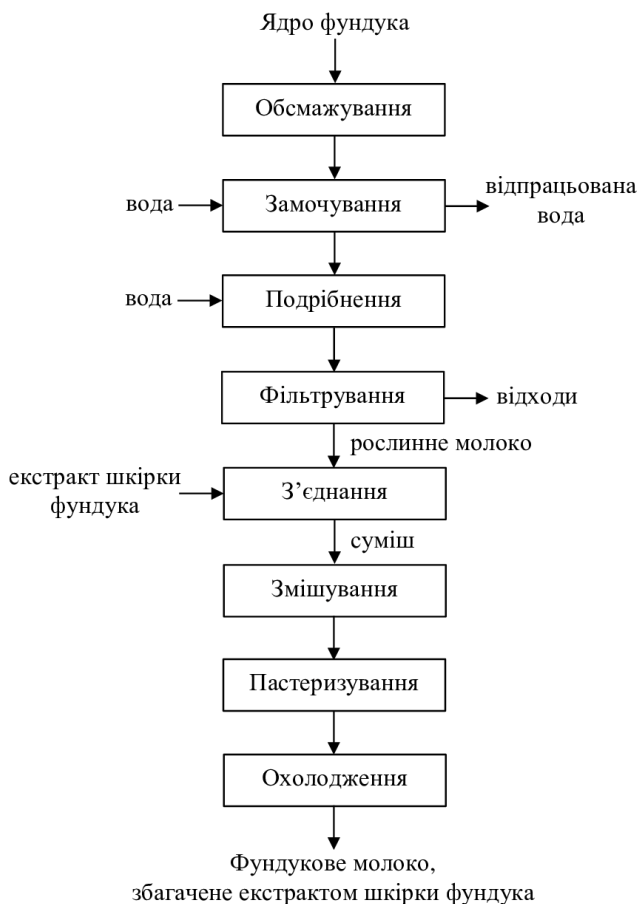 Ядро фундука
Обсмажування
вода
Замочування
відпрацьована
вода
вода
Подрібнення
Фільтрування
відходи
рослинне молоко
екстракт шкірки
фундука
З’єднання
суміш
Змішування
Пастеризування
Охолодження
Фундукове молоко,
збагачене екстрактом шкірки фундука